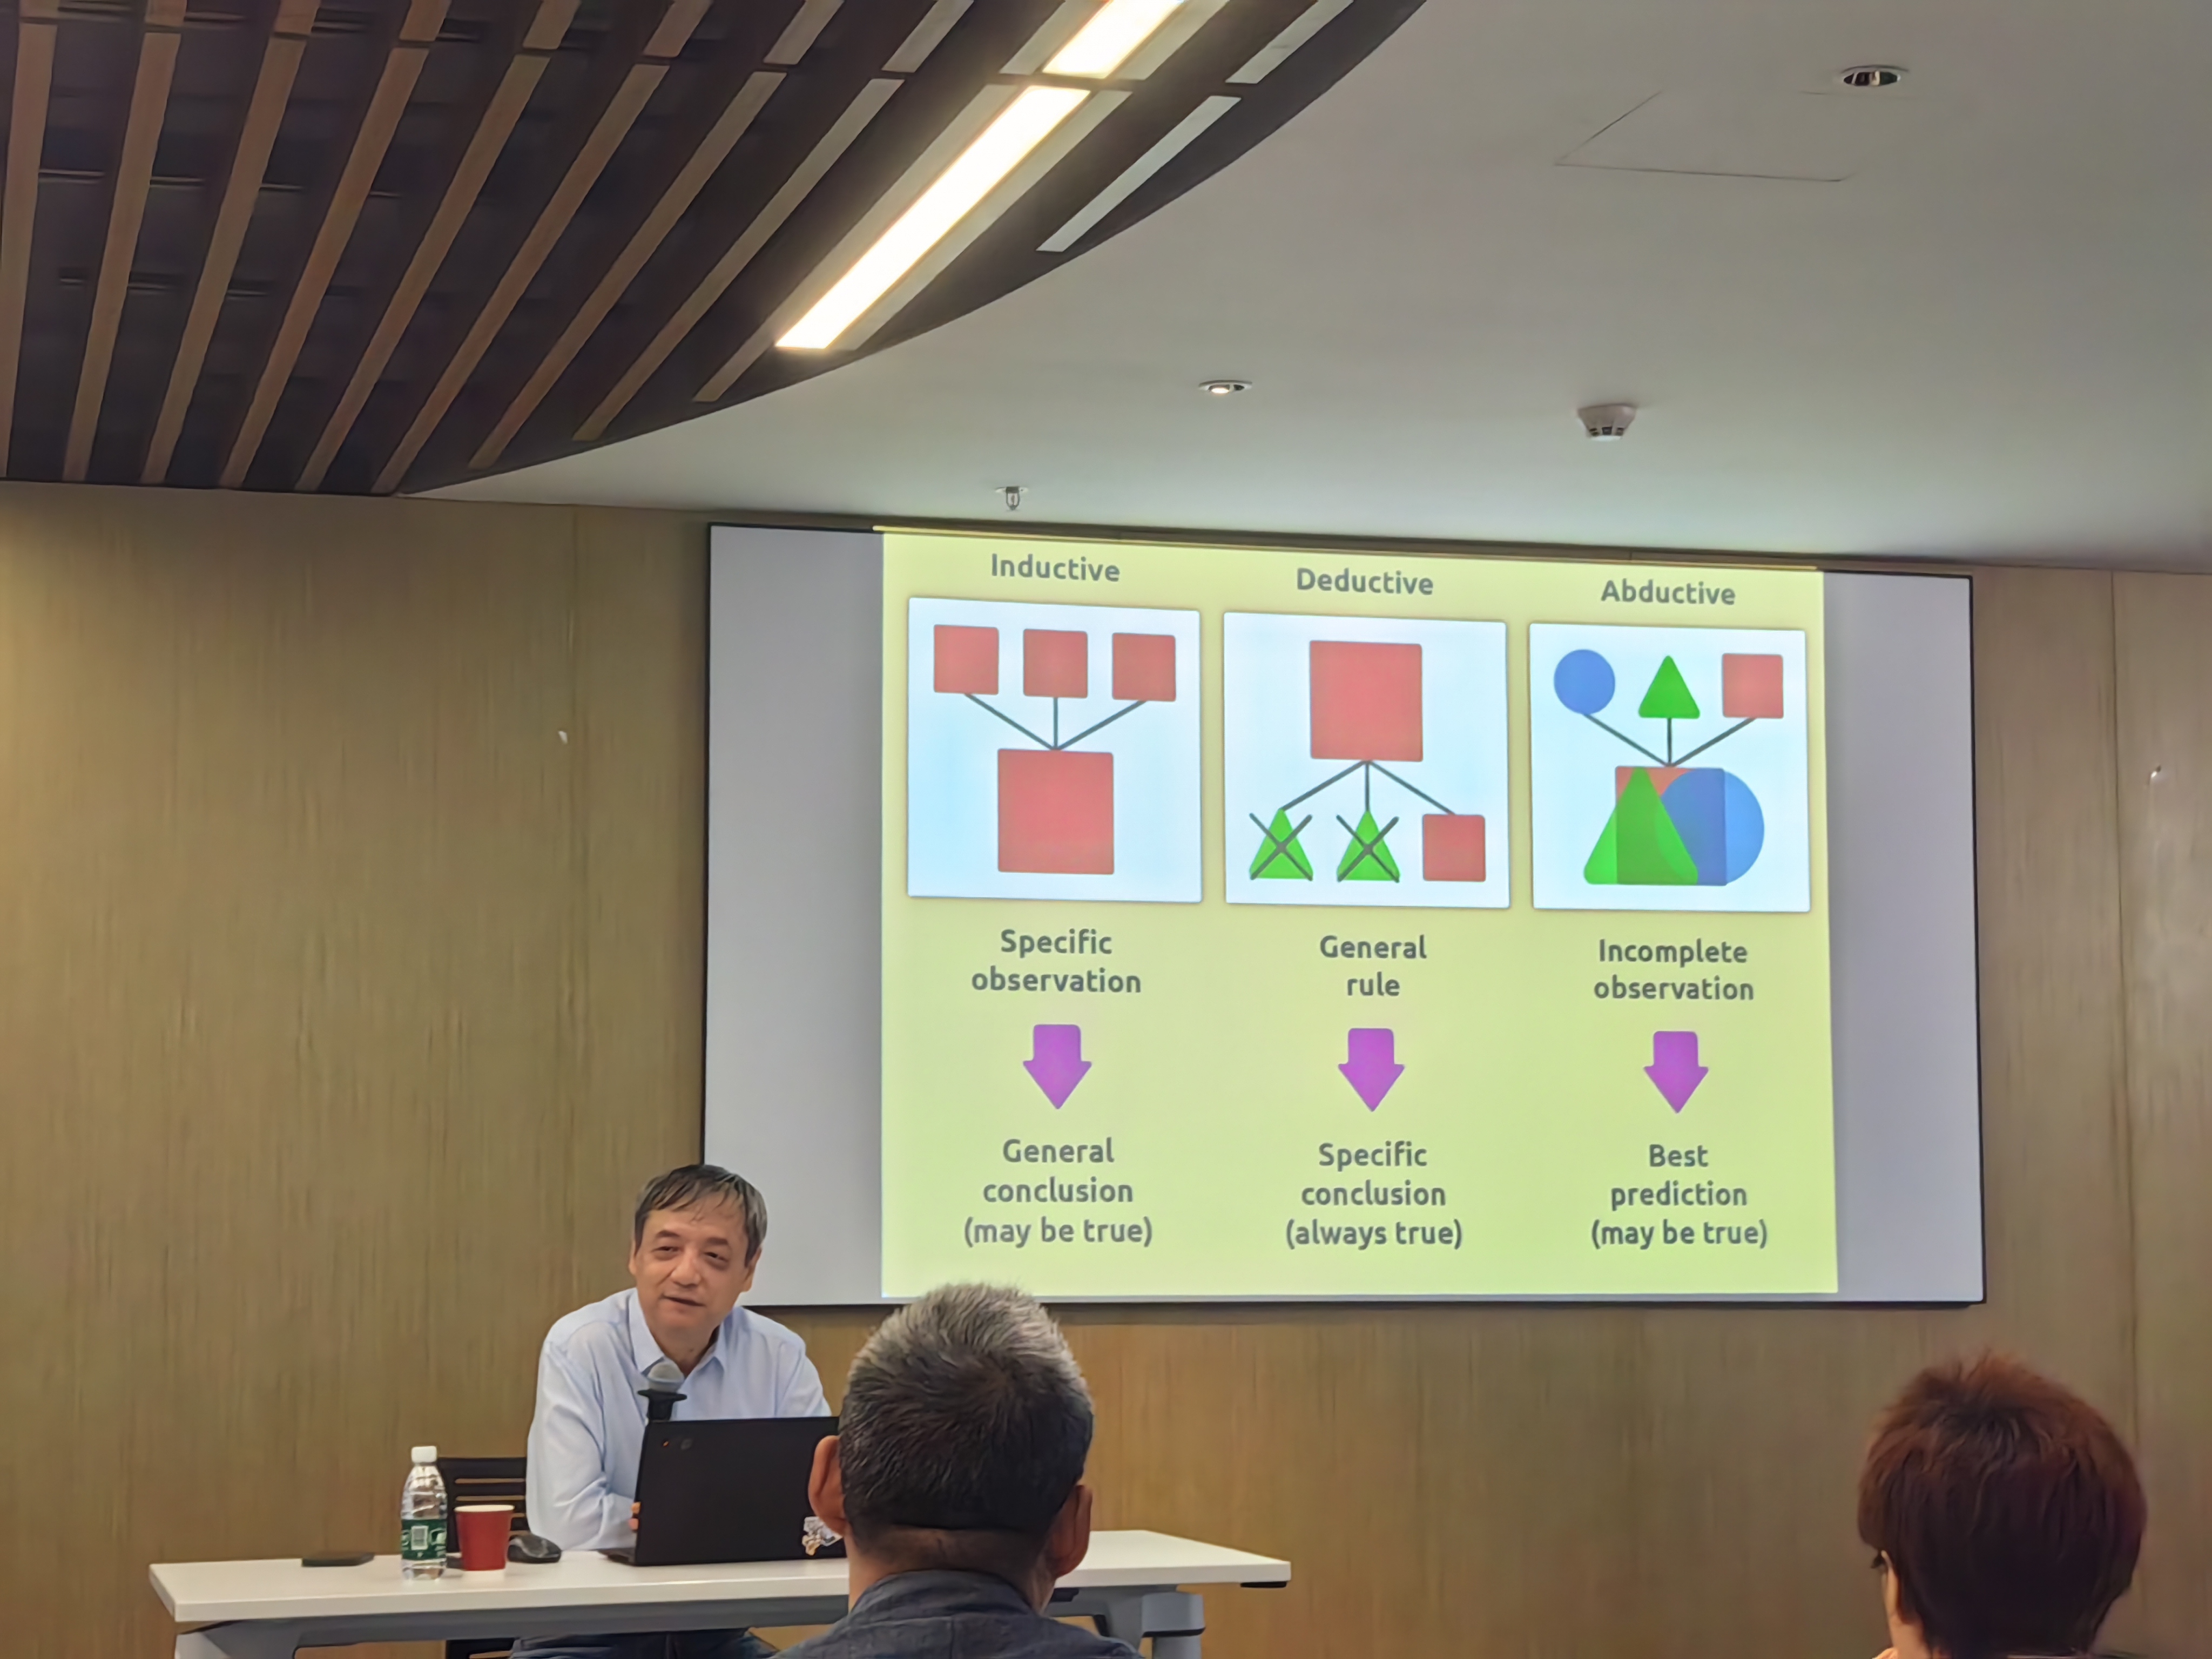 Inductive
Deductive
Abductive
Specific
observation
General
conclusion
(may be true)
General
rule
Specific
conclusion
(always true)
Incomplete
observation
Best
prediction
(may be true)